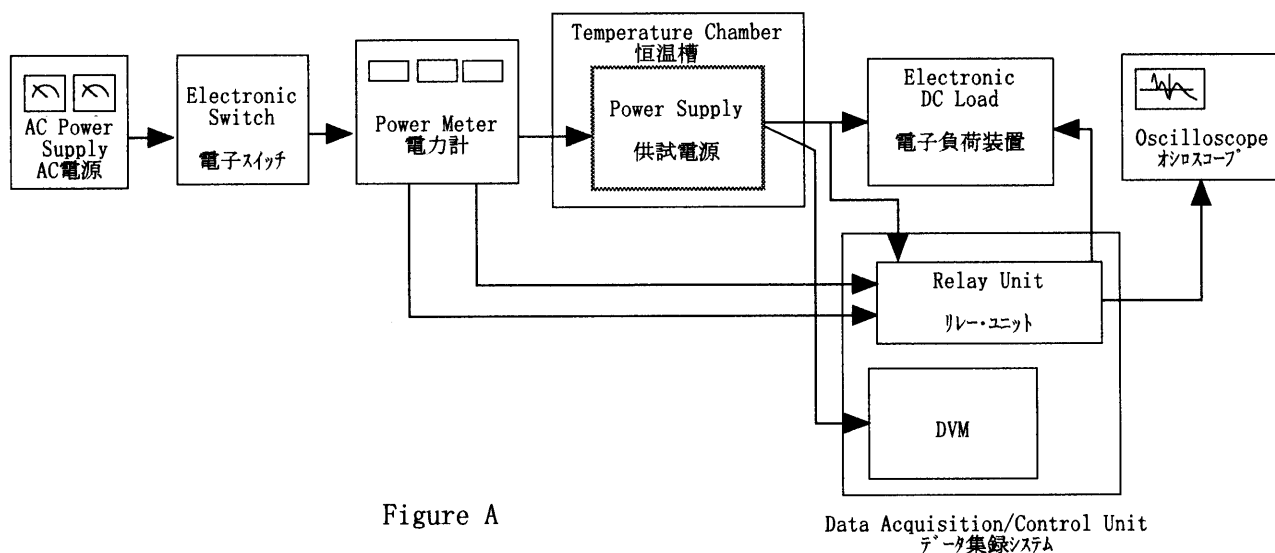 AC Power
Supply
AC電源
Electronic
Switch
電子スイッチ
Power Meter
電力計
Temperature Chamber
恒温槽
Power Supply
供試電源
Electronic
DC Load
電子負荷装置
Oscilloscope
オシロスコープ
Relay Unit
リレー・ユニット
DVM
Data Acquisition/Control Unit
データ集録システム
Figure A